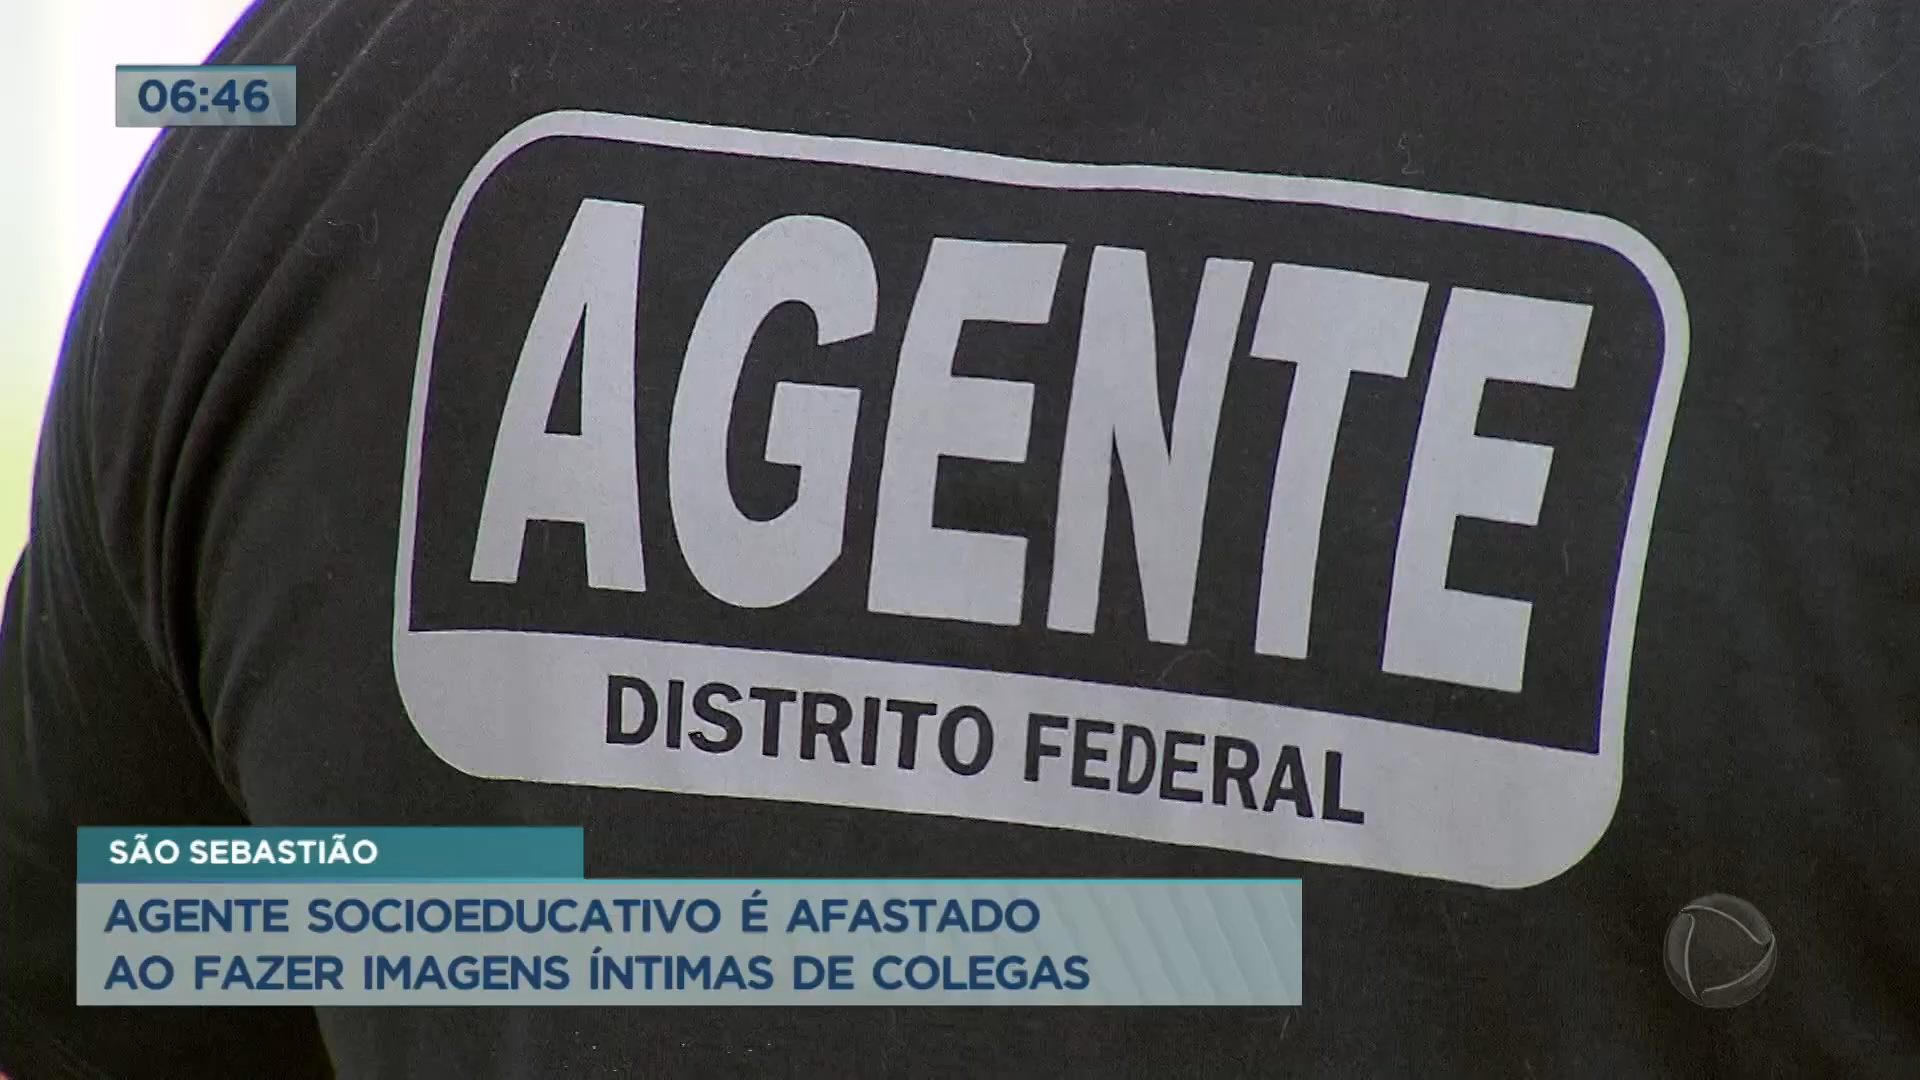 06:46
AGENTE
DISTRITO FEDERAL
SÃO SEBASTIÃO
AGENTE SOCIOEDUCATIVO É AFASTADO
AO FAZER IMAGENS ÍNTIMAS DE COLEGAS